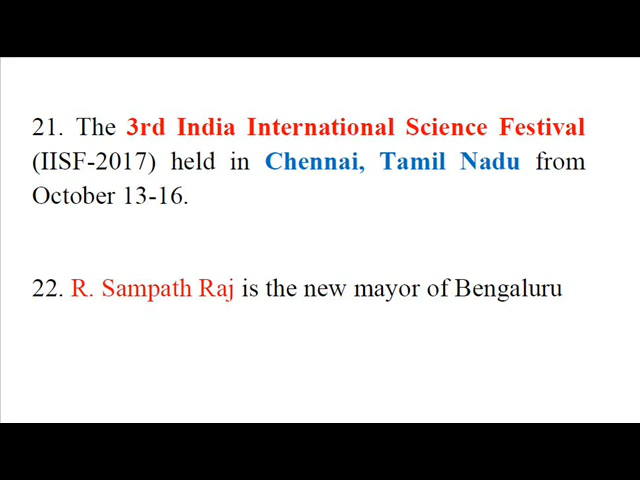 21. The 3rd India International Science Festival
(IISF-2017) held in Chennai, Tamil Nadu from
October 13-16.
22. R. Sampath Raj is the new mayor of Bengaluru